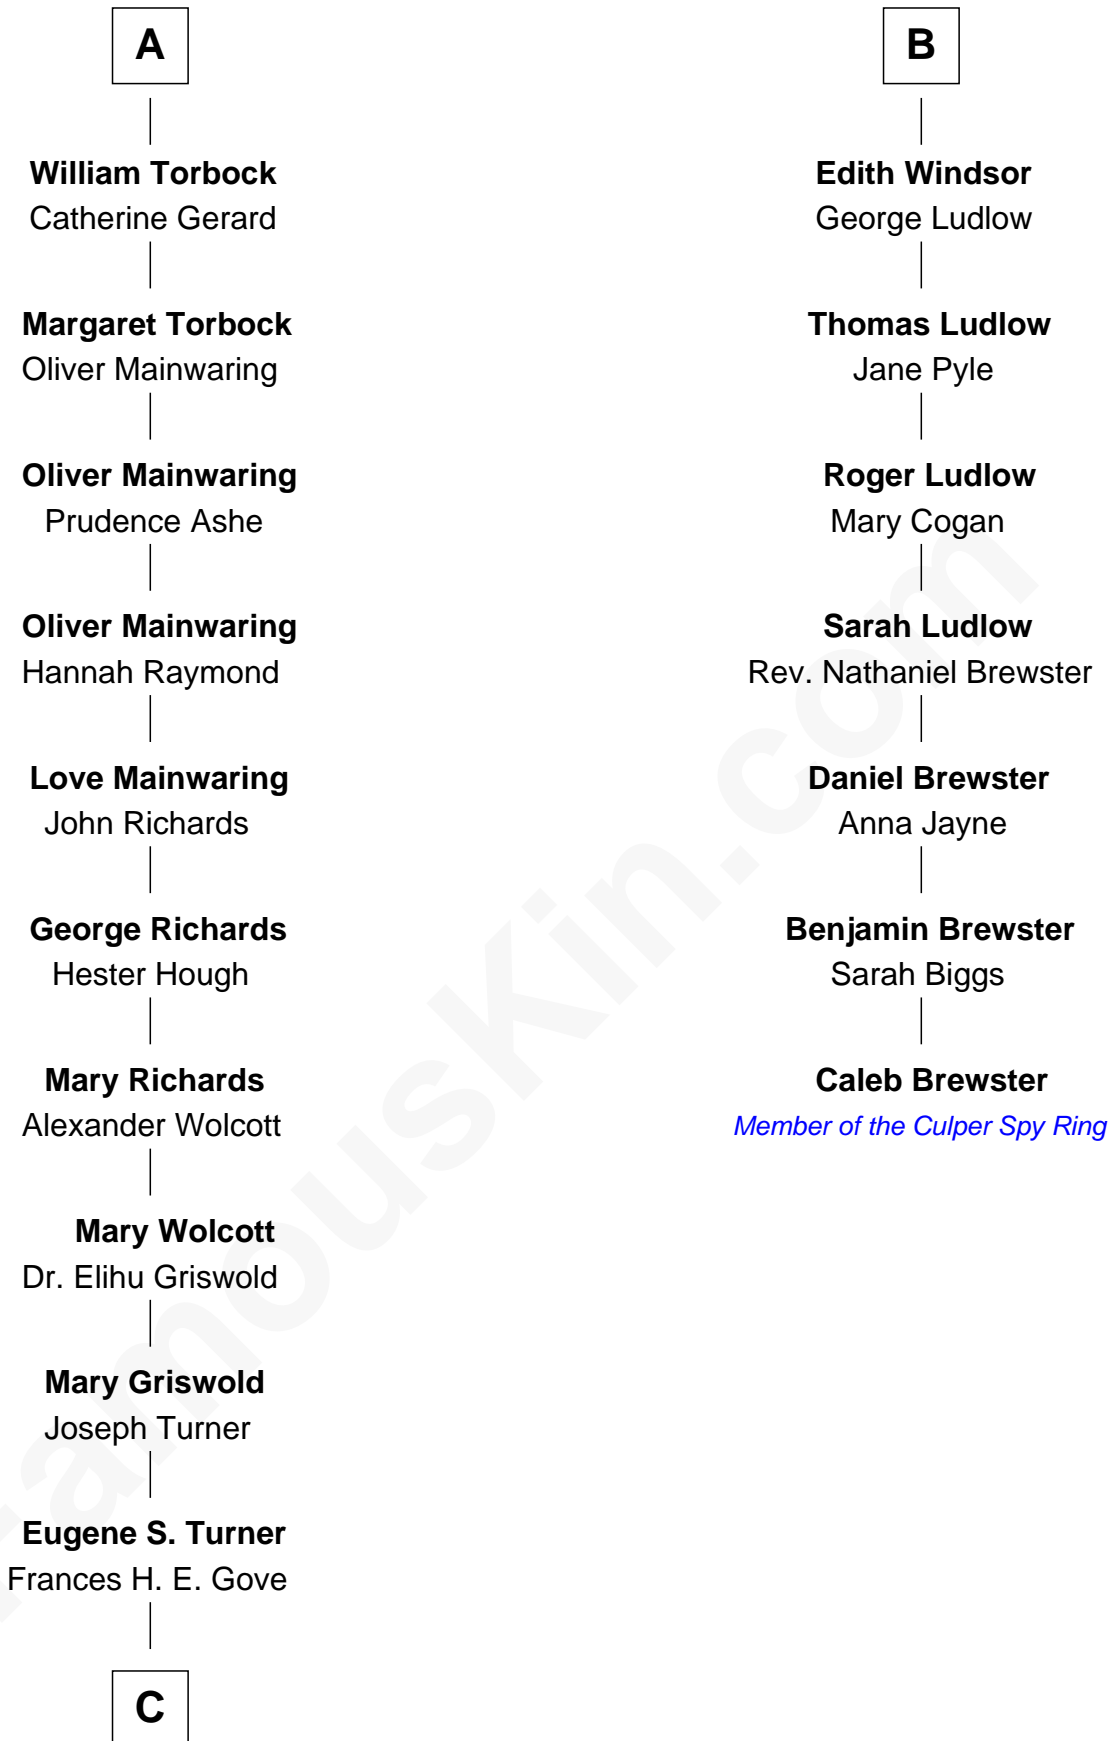 A
William Torbock
Catherine Gerard
Margaret Torbock
Oliver Mainwaring
Oliver Mainwaring
Prudence Ashe
Oliver Mainwaring
Hannah Raymond
Love Mainwaring
John Richards
George Richards
Hester Hough
Mary Richards
Alexander Wolcott
Mary Wolcott
Dr. Elihu Griswold
Mary Griswold
Joseph Turner
Eugene S. Turner
Frances H. E. Gove
C
B
Edith Windsor
George Ludlow
Thomas Ludlow
Jane Pyle
Roger Ludlow
Mary Cogan
Sarah Ludlow
Rev. Nathaniel Brewster
Daniel Brewster
Anna Jayne
Benjamin Brewster
Sarah Biggs
Caleb Brewster
Member of the Culper Spy Ring
FamousKin.com